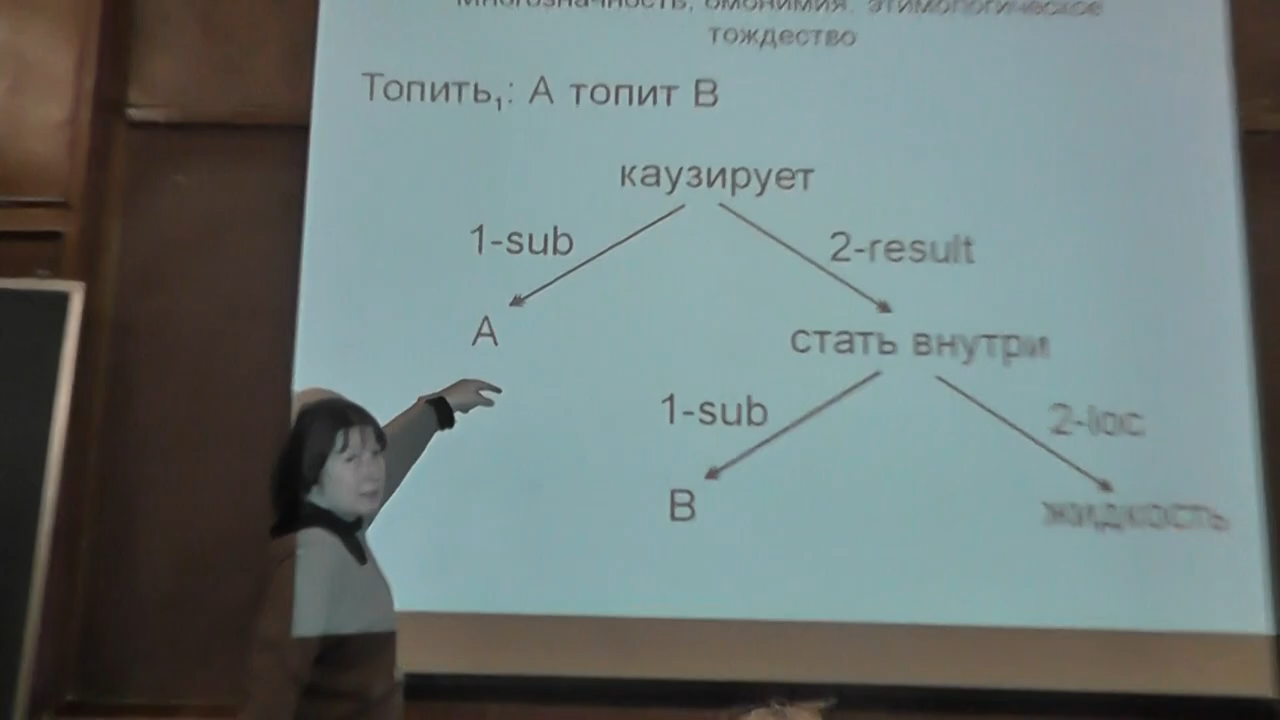 Многозначность, омонимия, этимологическое
тождество
Топить₁: А топит В
каузирует
1-sub
2-result
А
стать внутри
1-sub
2-loc
В
жидкость